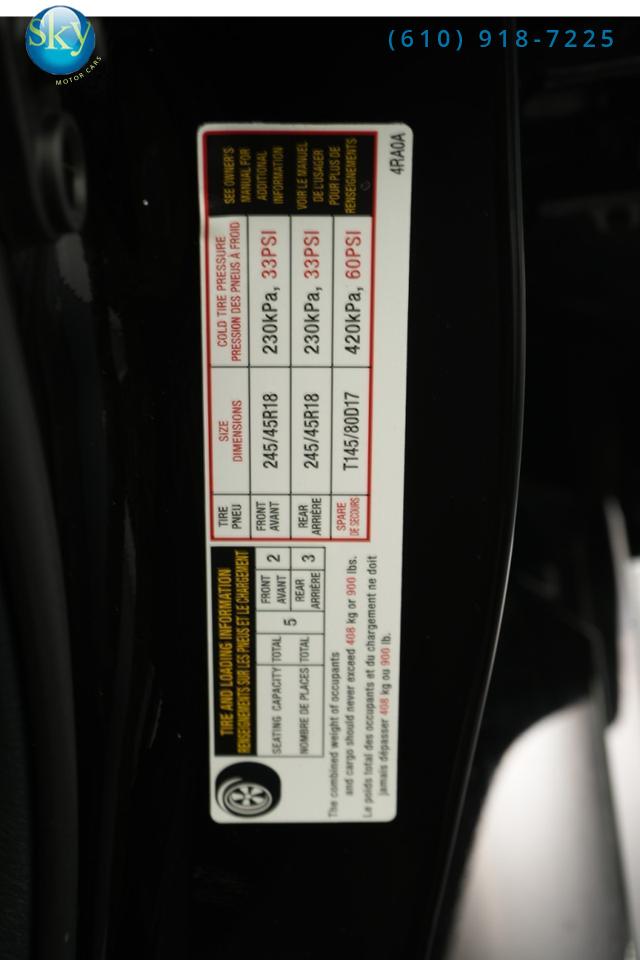 Sky
MOTOR CARS
(610) 918-7225
TIRE AND LOADING INFORMATION
RENSEIGNEMENTS SUR LES PNEUS ET LE CHARGEMENT
SEATING CAPACITY TOTAL
NOMBRE DE PLACES TOTAL
5
FRONT
AVANT
2
REAR
ARRIÈRE
3
The combined weight of occupants
and cargo should never exceed 408 kg or 900 lbs.
Le poids total des occupants et du chargement ne doit
jamais dépasser 408 kg ou 900 lb.
TIRE
PNEU
SIZE
DIMENSIONS
COLD TIRE PRESSURE
PRESSION DES PNEUS À FROID
FRONT
AVANT
245/45R18
230kPa, 33PSI
REAR
ARRIÈRE
245/45R18
230kPa, 33PSI
SPARE
DE SECOURS
T145/80D17
420kPa, 60PSI
SEE OWNER'S
MANUAL FOR
ADDITIONAL
INFORMATION
VOIR LE MANUEL
DE L'USAGER
POUR PLUS DE
RENSEIGNEMENTS
4RA0A